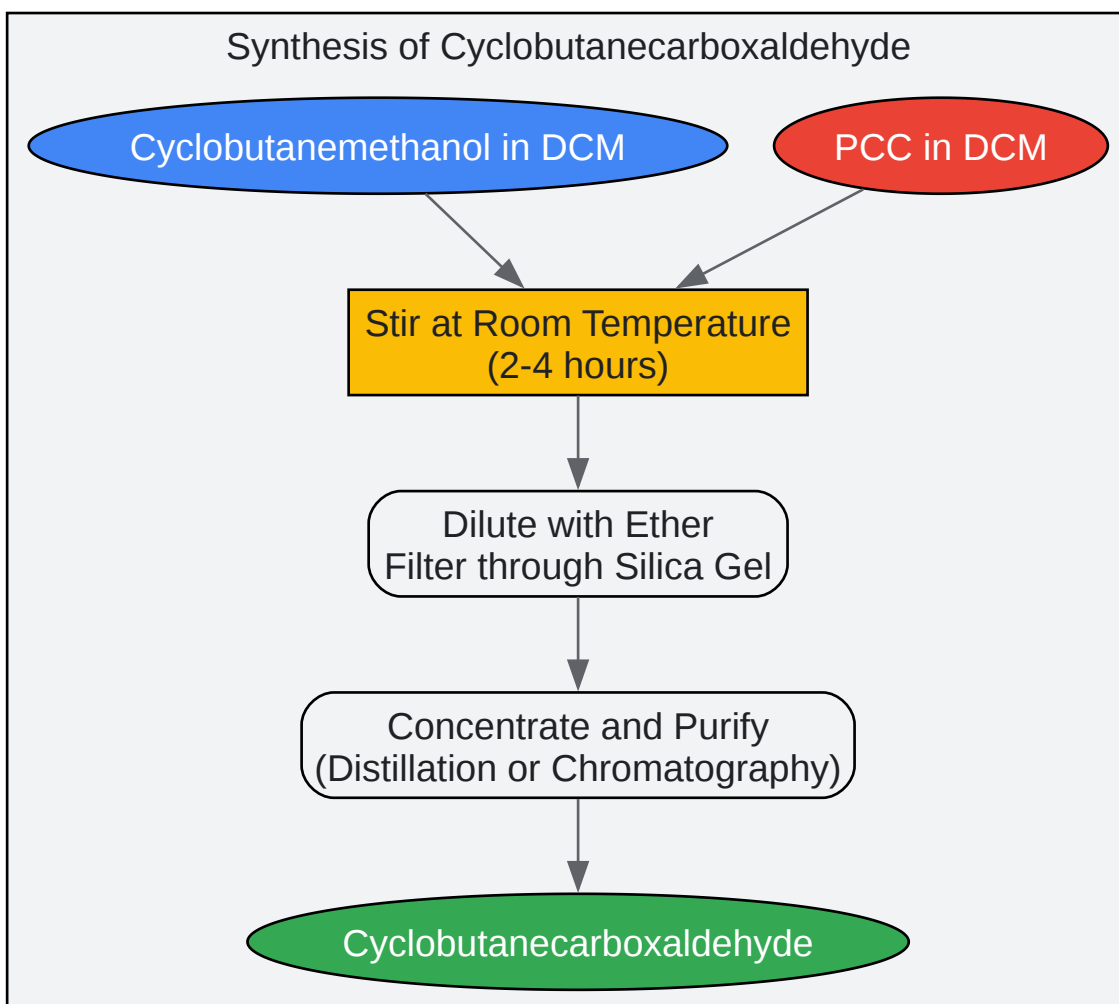 Synthesis of Cyclobutanecarboxaldehyde
Cyclobutanemethanol in DCM
PCC in DCM
Stir at Room Temperature
(2-4 hours)
Dilute with Ether
Filter through Silica Gel
Concentrate and Purify
(Distillation or Chromatography)
Cyclobutanecarboxaldehyde